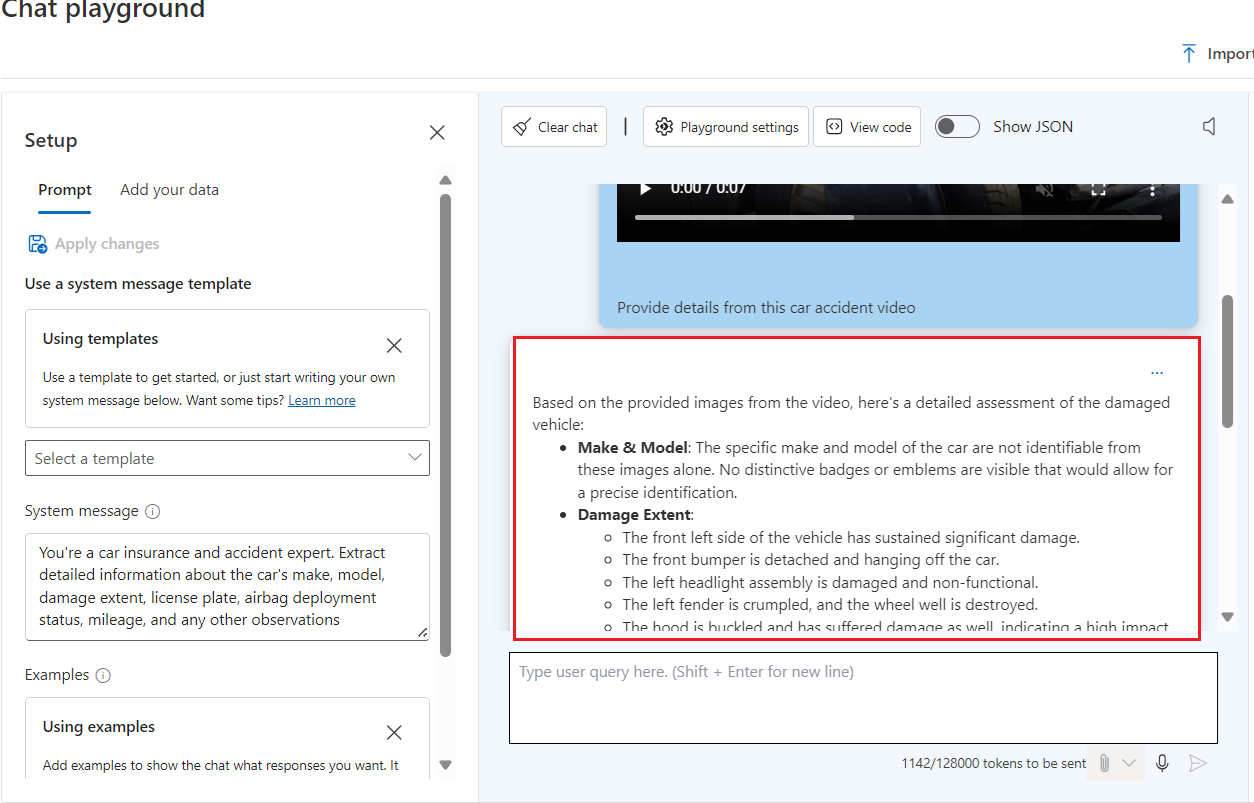 Chat playground
Import
Setup
Prompt
Add your data
Apply changes
Use a system message template
Using templates
Use a template to get started, or just start writing your own
system message below. Want some tips? Learn more
Select a template
System message
You're a car insurance and accident expert. Extract
detailed information about the car's make, model,
damage extent, license plate, airbag deployment
status, mileage, and any other observations
Examples
Using examples
Add examples to show the chat what responses you want. It
Clear chat
Playground settings
View code
Show JSON
0:00 / 0:07
Provide details from this car accident video
...
Based on the provided images from the video, here's a detailed assessment of the damaged
vehicle:
• Make & Model: The specific make and model of the car are not identifiable from
these images alone. No distinctive badges or emblems are visible that would allow for
a precise identification.
• Damage Extent:
◦ The front left side of the vehicle has sustained significant damage.
◦ The front bumper is detached and hanging off the car.
◦ The left headlight assembly is damaged and non-functional.
◦ The left fender is crumpled, and the wheel well is destroyed.
◦ The hood is buckled and has suffered damage as well, indicating a high impact
Type user query here. (Shift + Enter for new line)
1142/128000 tokens to be sent